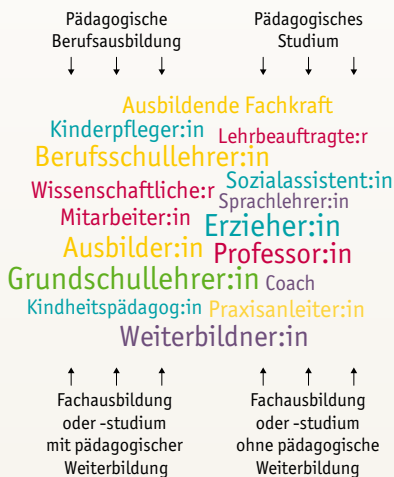 Pädagogische
Berufsausbildung
Pädagogisches
Studium
Ausbildende Fachkraft
Kinderpfleger:in
Lehrbeauftragte:r
Berufsschullehrer:in
Sozialassistent:in
Wissenschaftliche:r
Mitarbeiter:in
Sprachlehrer:in
Erzieher:in
Ausbilder:in
Professor:in
Grundschullehrer:in
Coach
Kindheitspädagog:in
Praxisanleiter:in
Weiterbildner:in
Fachausbildung
oder -studium
mit pädagogischer
Weiterbildung
Fachausbildung
oder -studium
ohne pädagogische
Weiterbildung